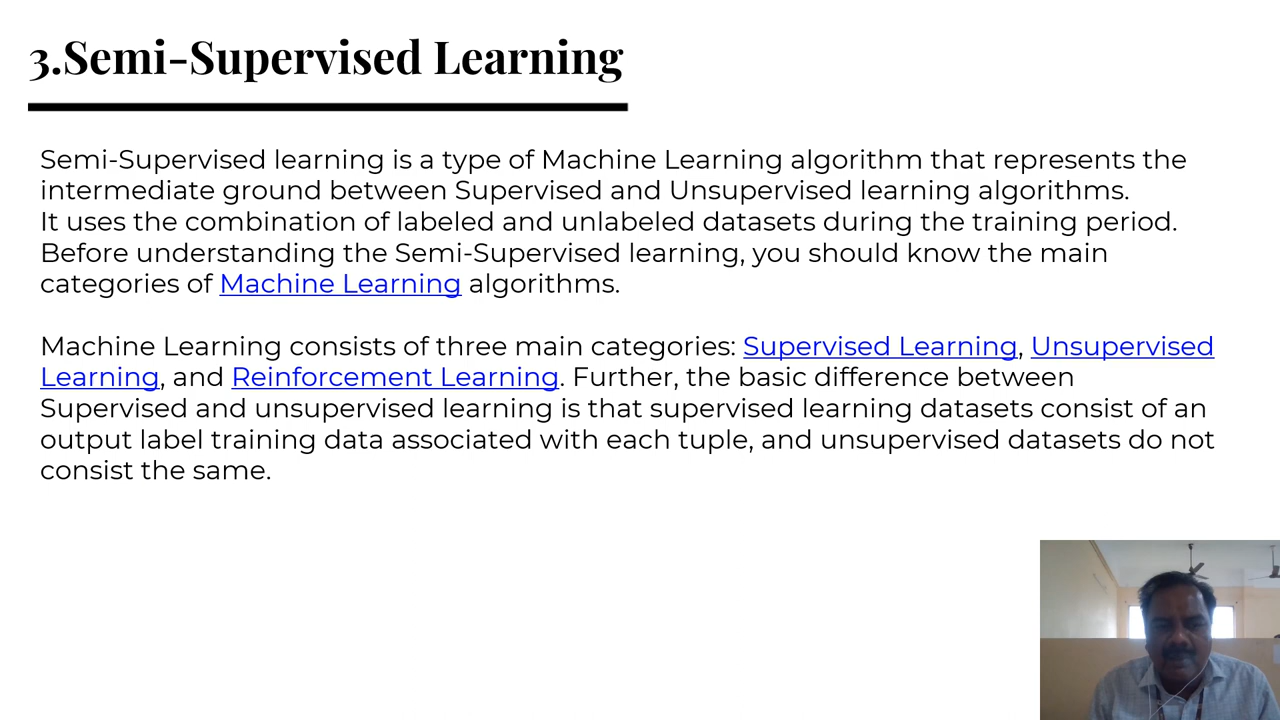 3.Semi-Supervised Learning
Semi-Supervised learning is a type of Machine Learning algorithm that represents the
intermediate ground between Supervised and Unsupervised learning algorithms.
It uses the combination of labeled and unlabeled datasets during the training period.
Before understanding the Semi-Supervised learning, you should know the main
categories of Machine Learning algorithms.
Machine Learning consists of three main categories: Supervised Learning, Unsupervised
Learning, and Reinforcement Learning. Further, the basic difference between
Supervised and unsupervised learning is that supervised learning datasets consist of an
output label training data associated with each tuple, and unsupervised datasets do not
consist the same.